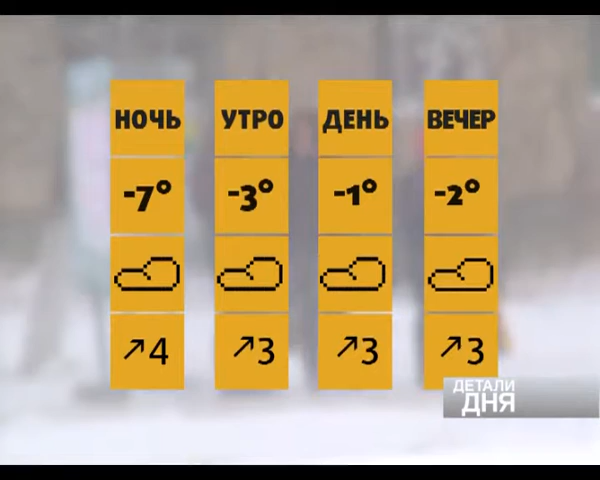 НОЧЬ УТРО ДЕНЬ ВЕЧЕР
-7° -3° -1° -2°
↗4 ↗3 ↗3 ↗3
ДЕТАЛИ
ДНЯ